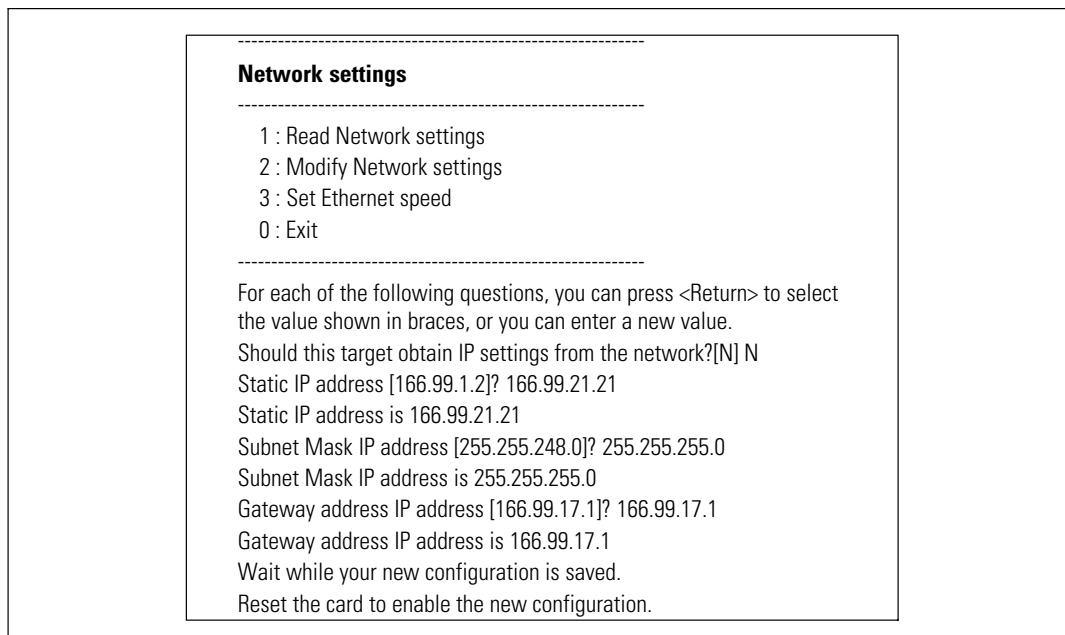 ------------------------------------------------------------
Network settings
------------------------------------------------------------
1 : Read Network settings
2 : Modify Network settings
3 : Set Ethernet speed
0 : Exit
------------------------------------------------------------
For each of the following questions, you can press <Return> to select
the value shown in braces, or you can enter a new value.
Should this target obtain IP settings from the network?[N] N
Static IP address [166.99.1.2]? 166.99.21.21
Static IP address is 166.99.21.21
Subnet Mask IP address [255.255.248.0]? 255.255.255.0
Subnet Mask IP address is 255.255.255.0
Gateway address IP address [166.99.17.1]? 166.99.17.1
Gateway address IP address is 166.99.17.1
Wait while your new configuration is saved.
Reset the card to enable the new configuration.